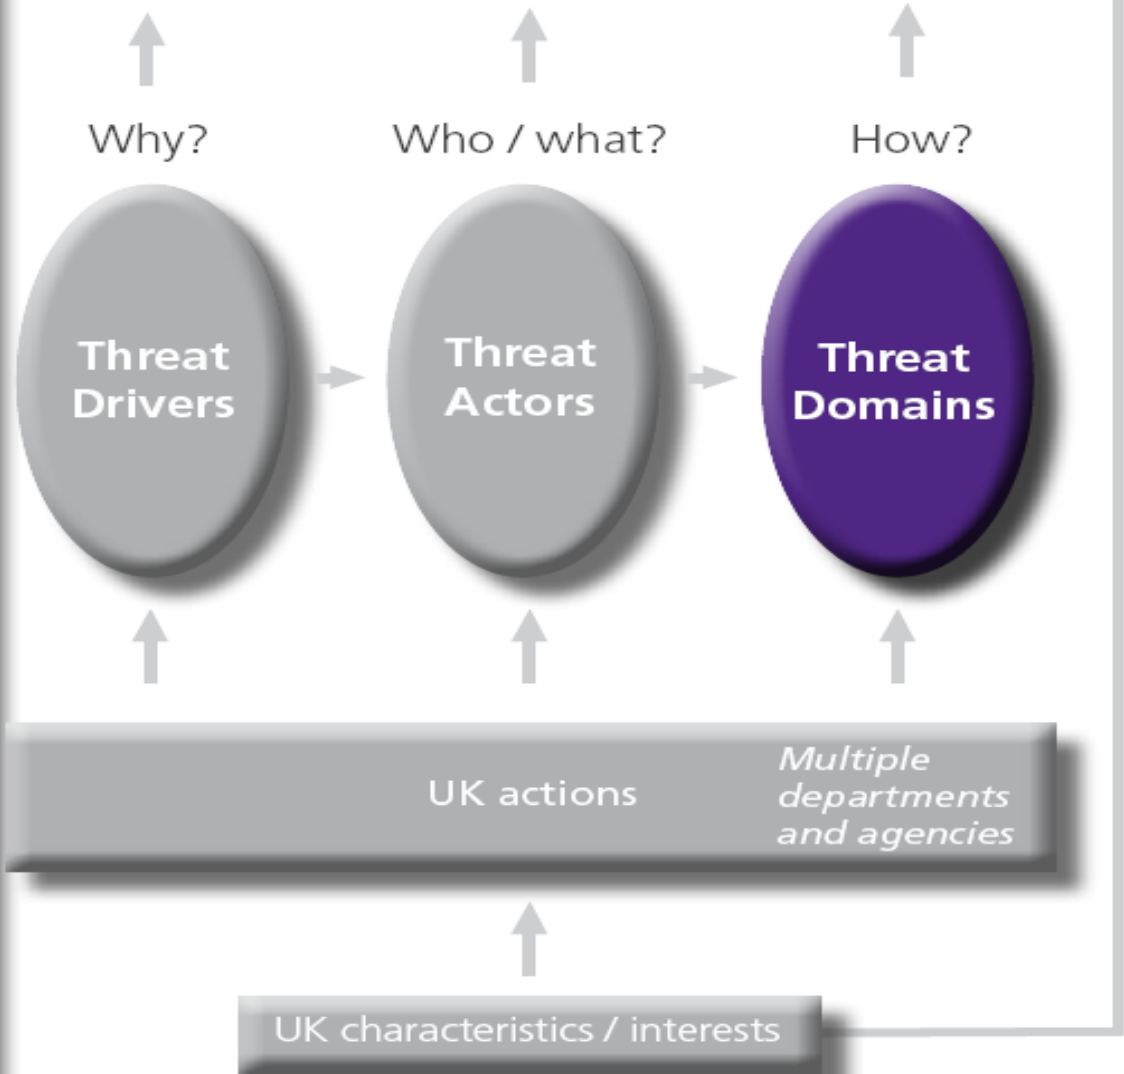 Why?
Who / what?
How?
Threat
Drivers
Threat
Actors
Threat
Domains
UK actions
Multiple
departments
and agencies
UK characteristics / interests